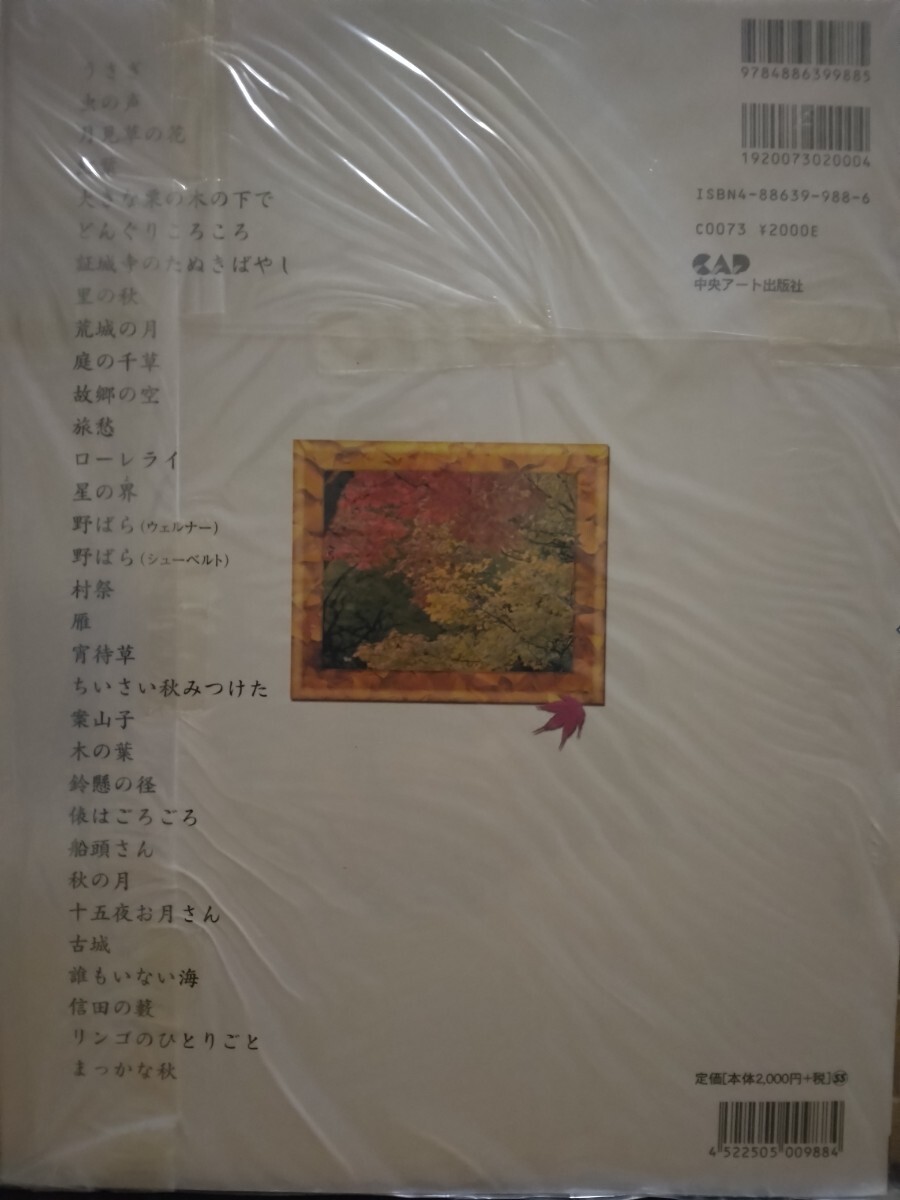 うさぎ
虫の声
月見草の花
大きな栗の木の下で
どんぐりころころ
証城寺のたぬきばやし
里の秋
荒城の月
庭の千草
故郷の空
旅愁
ローレライ
星の界
野ばら(ウェルナー)
野ばら(シューベルト)
村祭
雁
宵待草
ちいさい秋みつけた
案山子
木の葉
鈴懸の径
俵はごろごろ
船頭さん
秋の月
十五夜お月さん
古城
誰もいない海
信田の藪
リンゴのひとりごと
まっかな秋
9784886399885
1920073020004
ISBN4-88639-988-6
C0073 ¥2000E
CAD
中央アート出版社
定価[本体2,000円+税]㉝
4522505009884